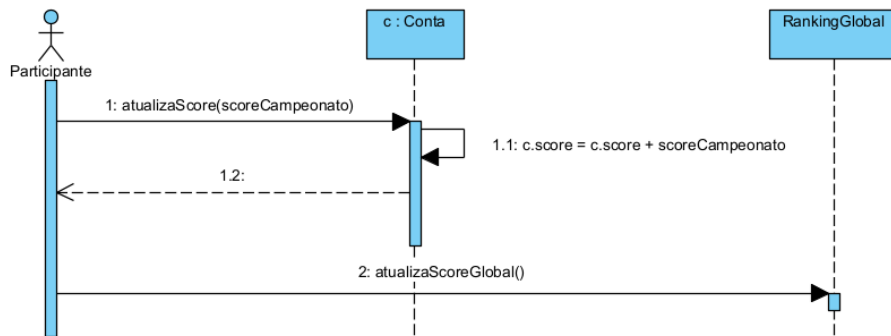 c : Conta
RankingGlobal
Participante
1: atualizaScore(scoreCampeonato)
1.1: c.score = c.score + scoreCampeonato
1.2:
2: atualizaScoreGlobal()